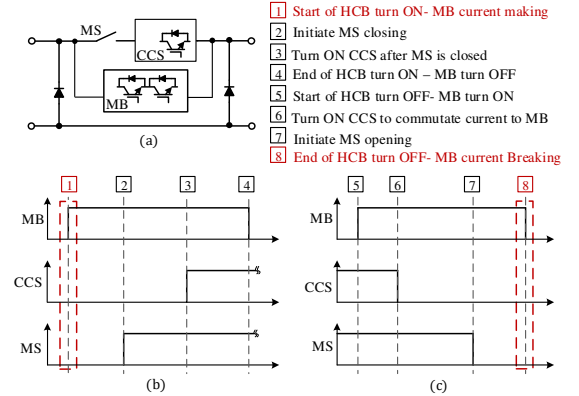 MS
CCS
MB
(a)
1 Start of HCB turn ON- MB current making
2 Initiate MS closing
3 Turn ON CCS after MS is closed
4 End of HCB turn ON – MB turn OFF
5 Start of HCB turn OFF- MB turn ON
6 Turn ON CCS to commutate current to MB
7 Initiate MS opening
8 End of HCB turn OFF- MB current Breaking
1 2 3 4
MB
CCS
MS
(b)
5 6 7 8
MB
CCS
MS
(c)